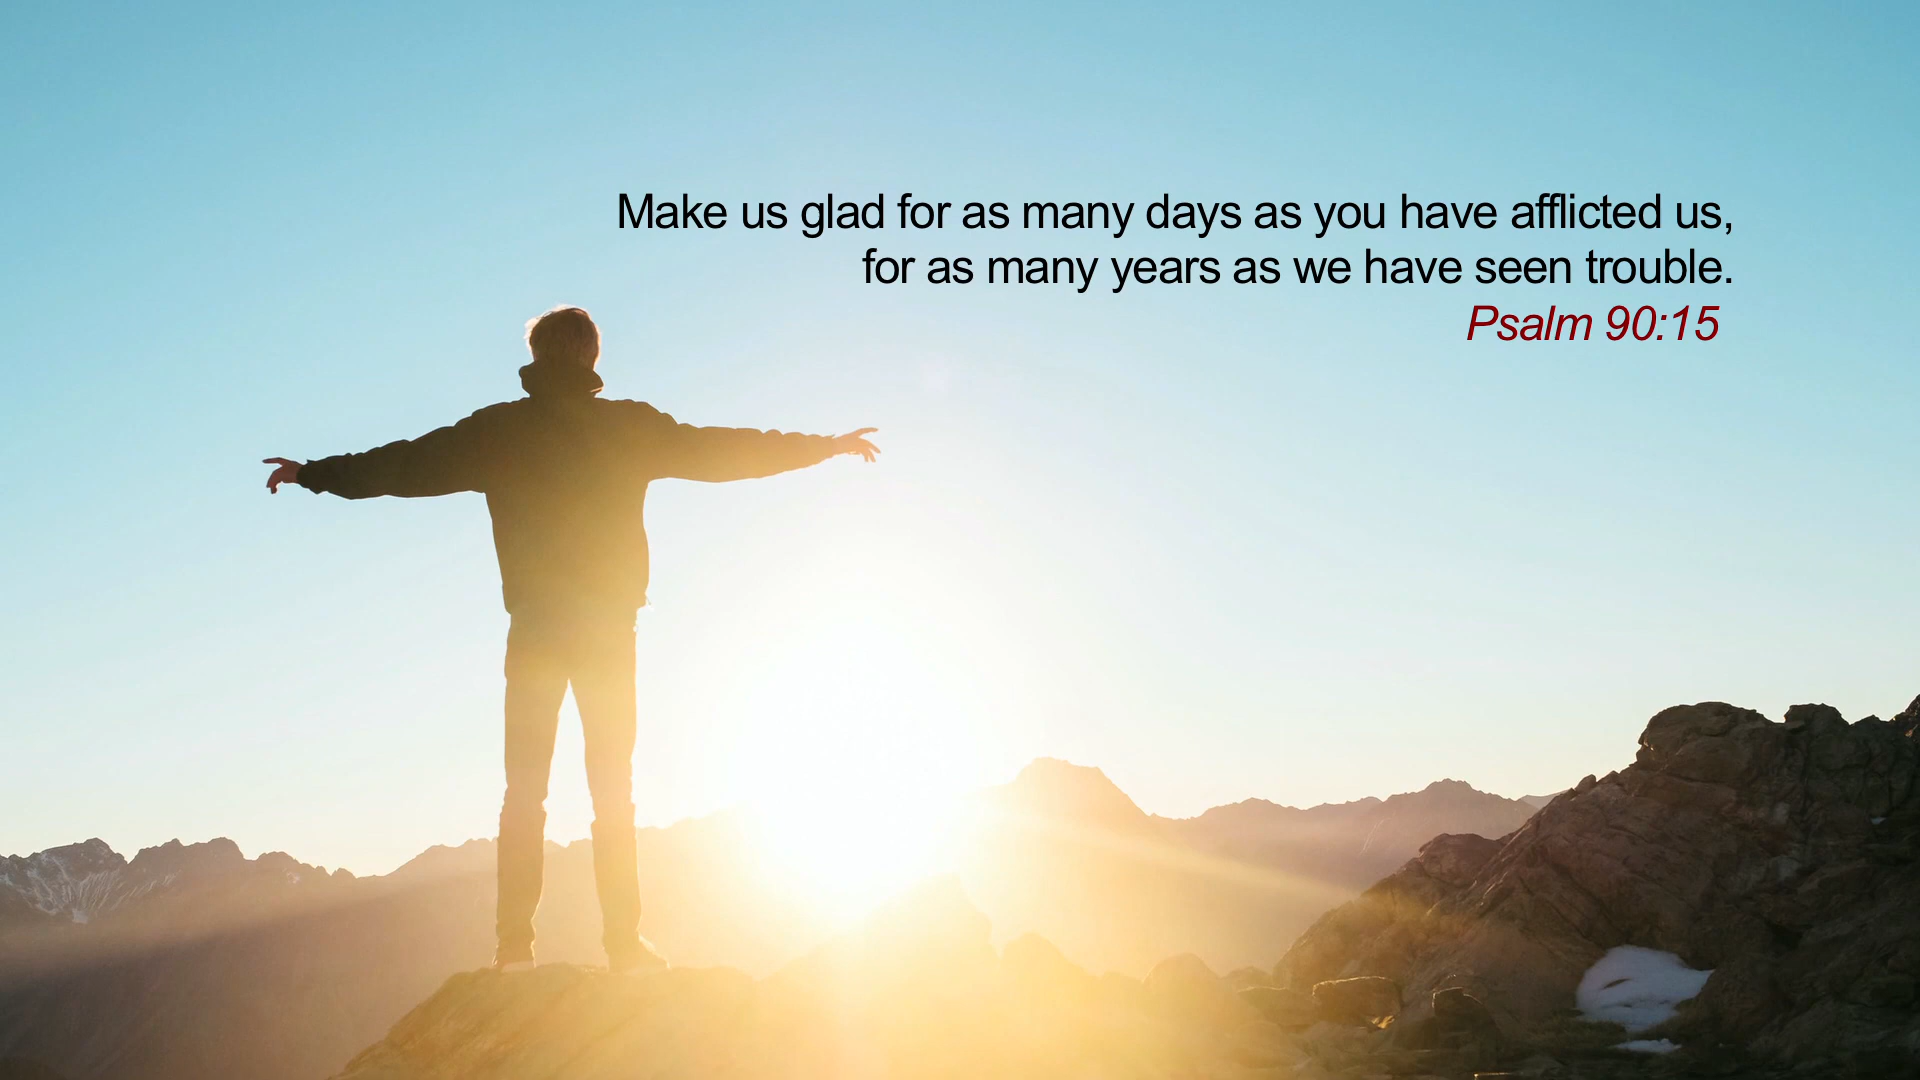 Make us glad for as many days as you have afflicted us,
for as many years as we have seen trouble.
Psalm 90:15